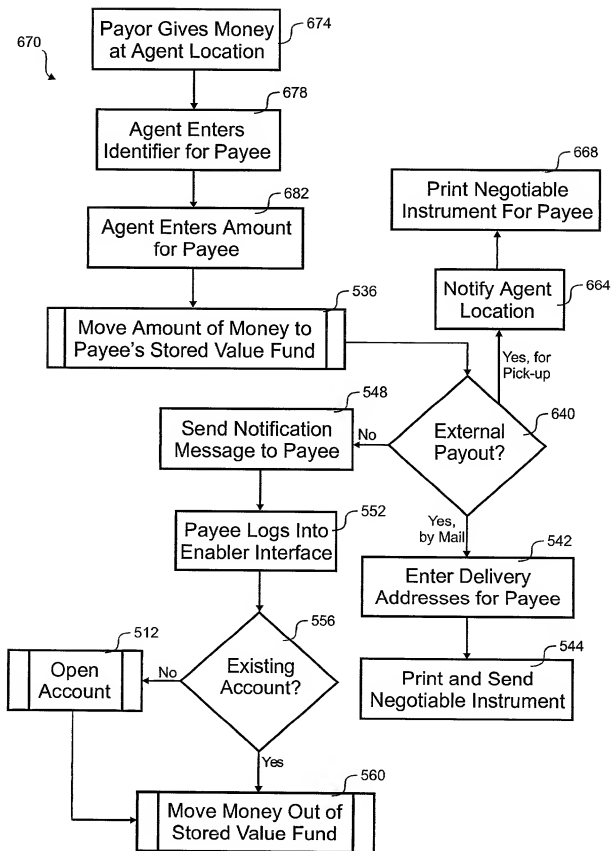 670
Payor Gives Money
at Agent Location
674
Agent Enters
Identifier for Payee
678
Agent Enters Amount
for Payee
682
Move Amount of Money to
Payee's Stored Value Fund
536
Print Negotiable
Instrument For Payee
668
Notify Agent
Location
664
Yes, for
Pick-up
External
Payout?
640
No
Send Notification
Message to Payee
548
Yes,
by Mail
Payee Logs Into
Enabler Interface
552
Enter Delivery
Addresses for Payee
542
Existing
Account?
556
No
Open
Account
512
Print and Send
Negotiable Instrument
544
Yes
Move Money Out of
Stored Value Fund
560